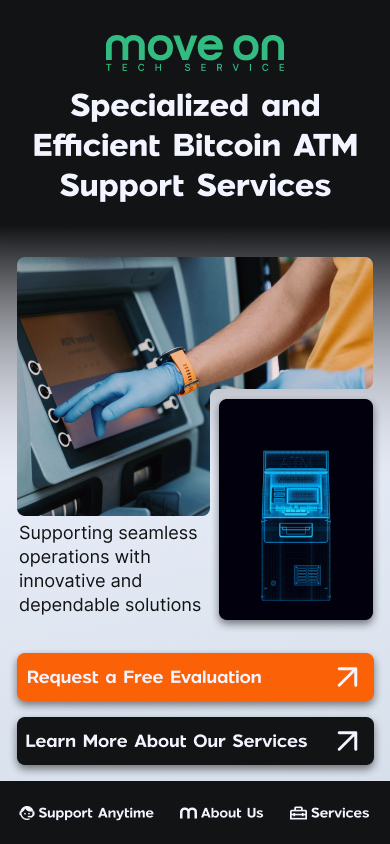 move on
TECH SERVICE
Specialized and
Efficient Bitcoin ATM
Support Services
Supporting seamless
operations with
innovative and
dependable solutions
Request a Free Evaluation
Learn More About Our Services
Support Anytime
About Us
Services